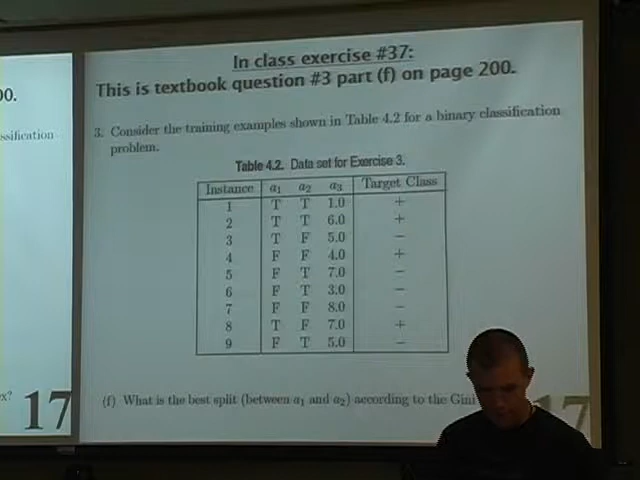 In class exercise #37:
This is textbook question #3 part (f) on page 200.
00.
ssification
3. Consider the training examples shown in Table 4.2 for a binary classification
problem.
Table 4.2. Data set for Exercise 3.
Instance a1 a2 a3 Target Class
1 T T 1.0 +
2 T T 6.0 +
3 T F 5.0 −
4 F F 4.0 +
5 F T 7.0 −
6 F T 3.0 −
7 F F 8.0 −
8 T F 7.0 +
9 F T 5.0 −
x?
(f) What is the best split (between a1 and a2) according to the Gini
17
17